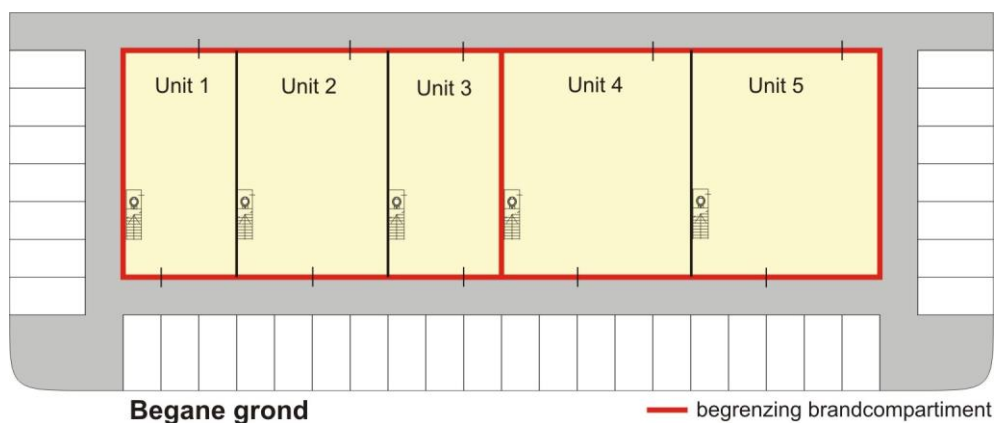 Unit 1
Unit 2
Unit 3
Unit 4
Unit 5
Begane grond
begrenzing brandcompartiment